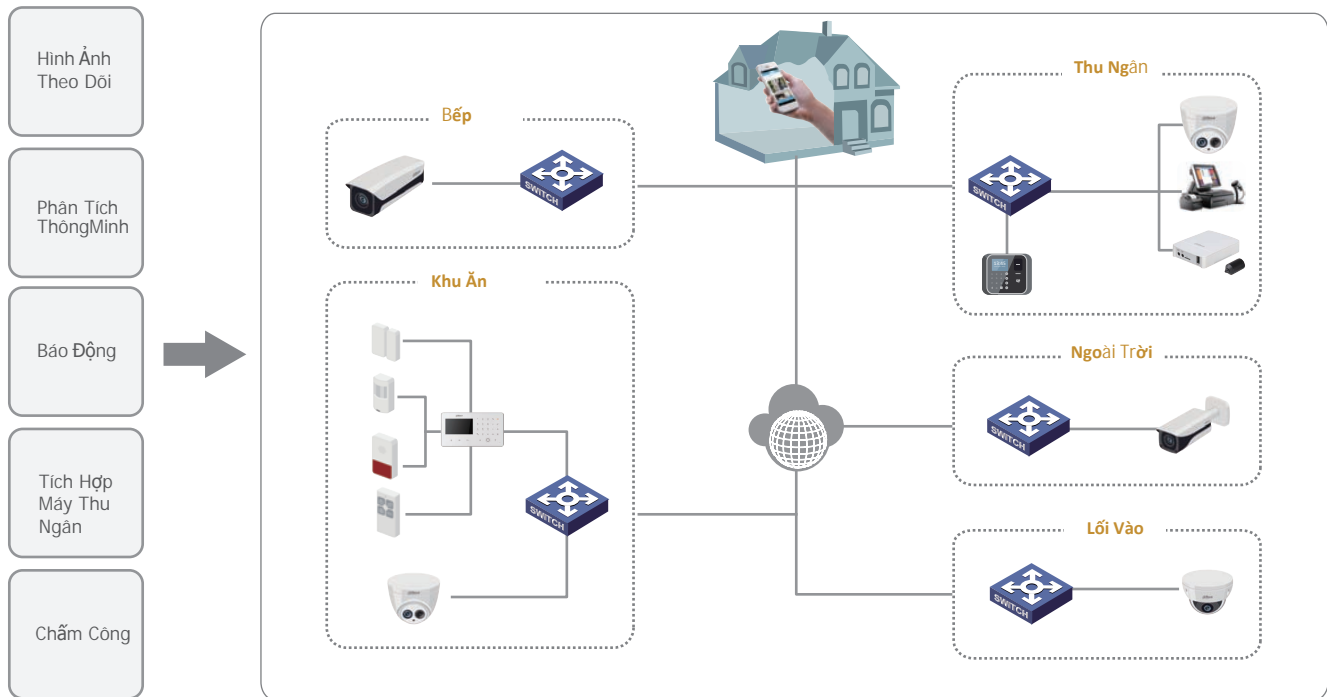 Hình Ảnh
Theo Dõi
Phân Tích
ThôngMinh
Báo Động
Tích Hợp
Máy Thu
Ngân
Chấm Công
Bếp
SWITCH
Khu Ăn
SWITCH
Thu Ngân
SWITCH
Ngoài Trời
SWITCH
Lối Vào
SWITCH